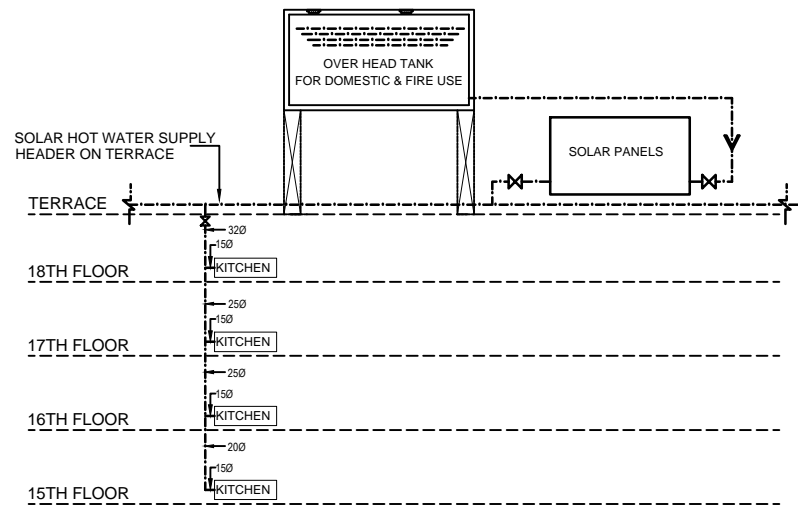 OVER HEAD TANK
FOR DOMESTIC & FIRE USE
SOLAR HOT WATER SUPPLY
HEADER ON TERRACE
SOLAR PANELS
TERRACE
32Ø
15Ø
KITCHEN
18TH FLOOR
25Ø
15Ø
KITCHEN
17TH FLOOR
25Ø
15Ø
KITCHEN
16TH FLOOR
20Ø
15Ø
KITCHEN
15TH FLOOR